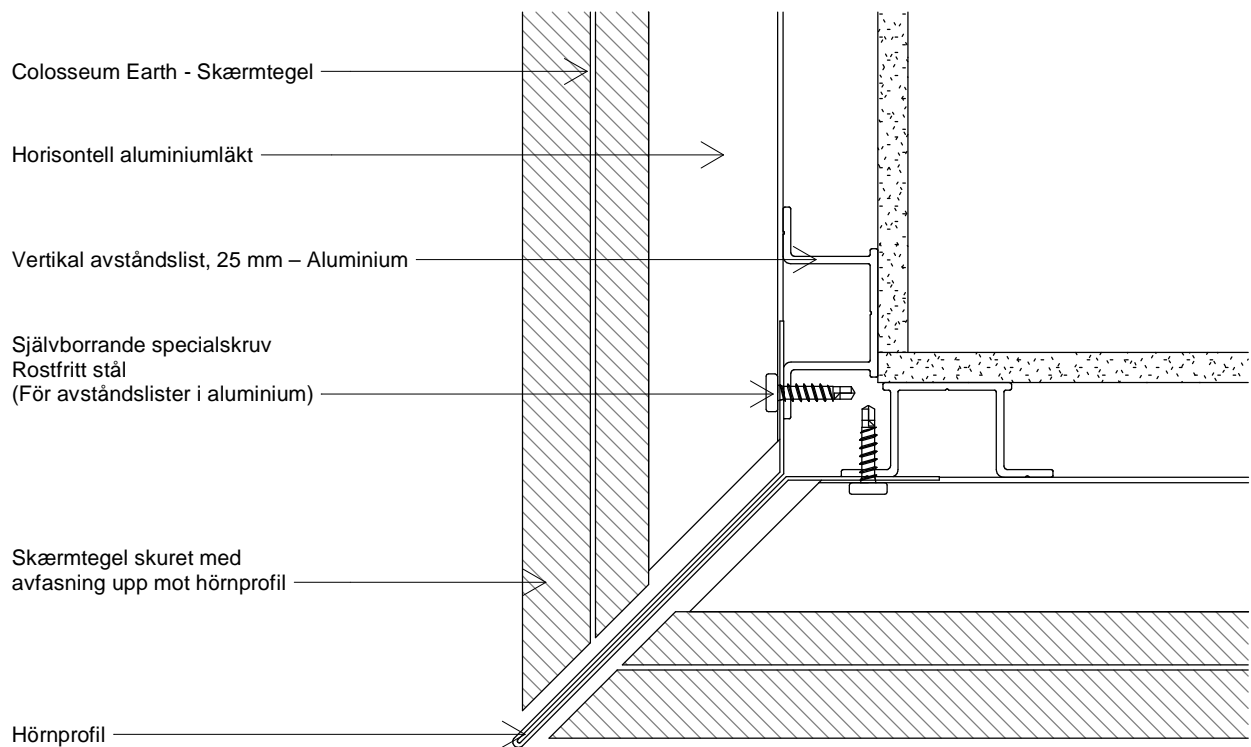 Colosseum Earth - Skærmtegel
Horisontell aluminiumläkt
Vertikal avståndslist, 25 mm – Aluminium
Självborrande specialskruv
Rostfritt stål
(För avståndslister i aluminium)
Skærmtegel skuret med
avfasning upp mot hörnprofil
Hörnprofil